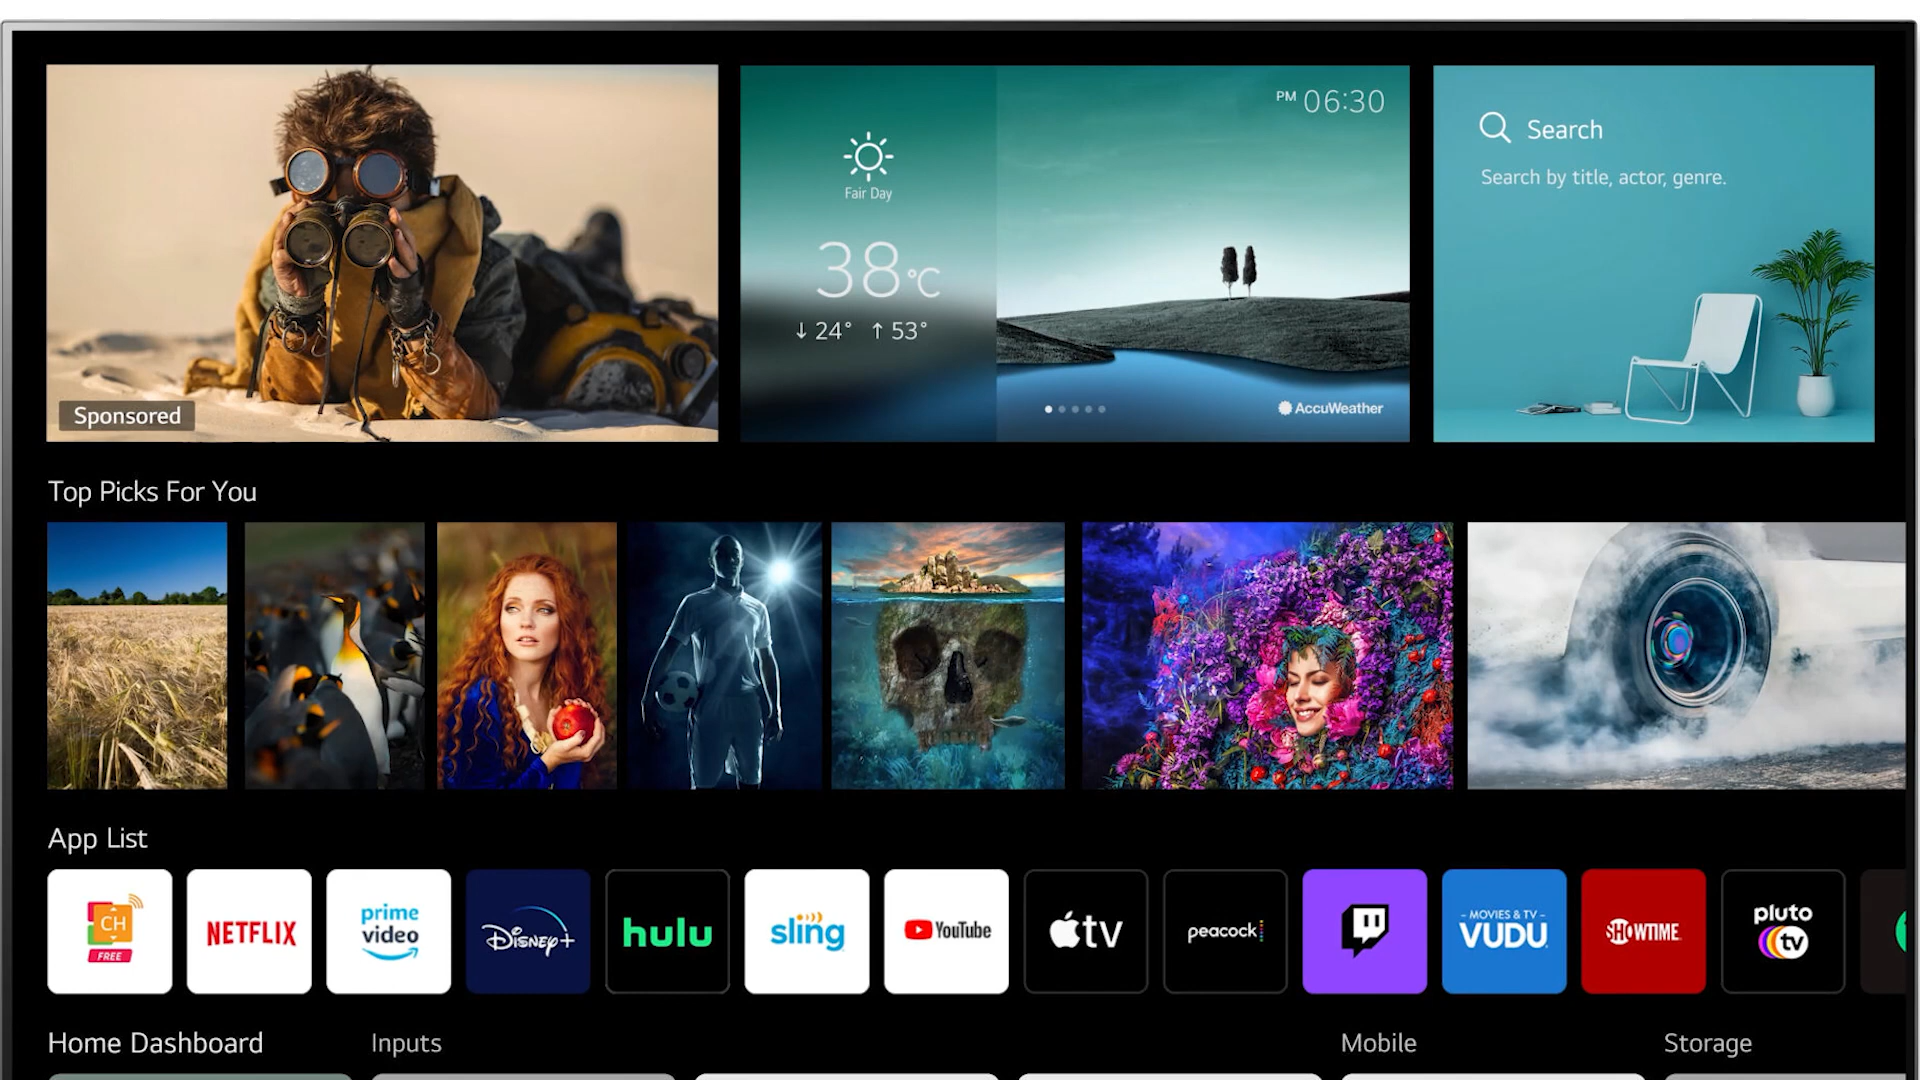 Sponsored
Fair Day
38°C
↓ 24° ↑ 53°
PM 06:30
AccuWeather
Search
Search by title, actor, genre.
Top Picks For You
App List
CH
FREE
NETFLIX
prime
video
Disney+
hulu
sling
YouTube
tv
peacock
- MOVIES & TV -
VUDU
SHOWTIME
pluto
tv
Home Dashboard
Inputs
Mobile
Storage